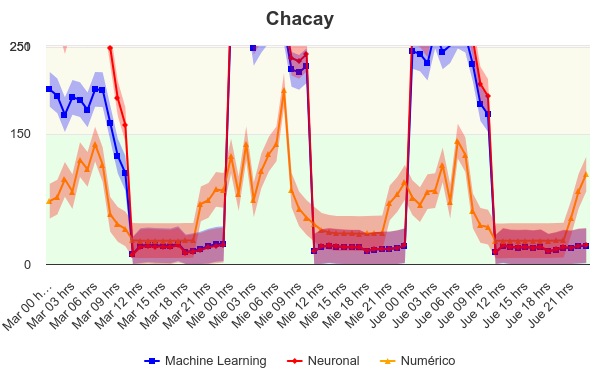 Chacay
250
150
0
Mar 00 h...
Mar 03 hrs
Mar 06 hrs
Mar 09 hrs
Mar 12 hrs
Mar 15 hrs
Mar 18 hrs
Mar 21 hrs
Mie 00 hrs
Mie 03 hrs
Mie 06 hrs
Mie 09 hrs
Mie 12 hrs
Mie 15 hrs
Mie 18 hrs
Mie 21 hrs
Jue 00 hrs
Jue 03 hrs
Jue 06 hrs
Jue 09 hrs
Jue 12 hrs
Jue 15 hrs
Jue 18 hrs
Jue 21 hrs
Machine Learning Neuronal Numérico